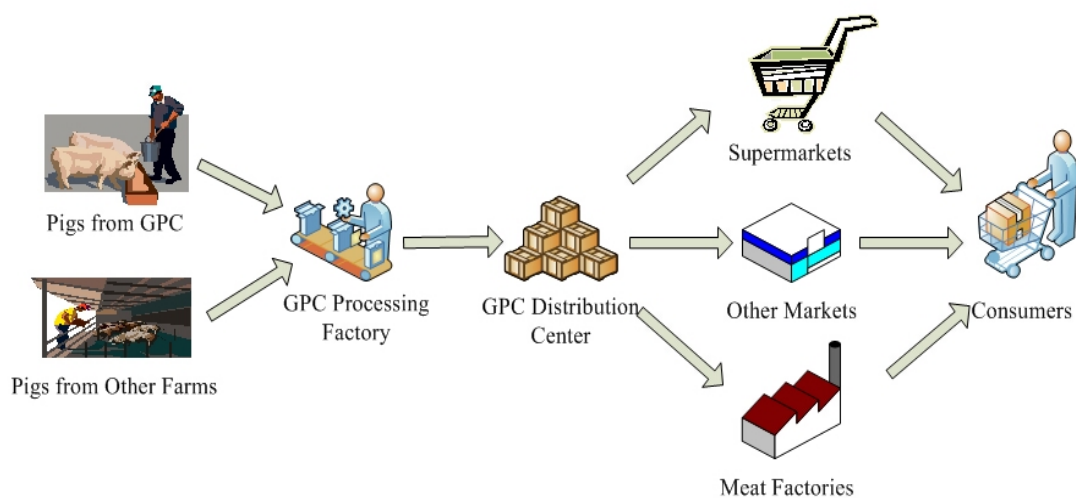 Pigs from GPC
Pigs from Other Farms
GPC Processing
Factory
GPC Distribution
Center
Supermarkets
Other Markets
Meat Factories
Consumers